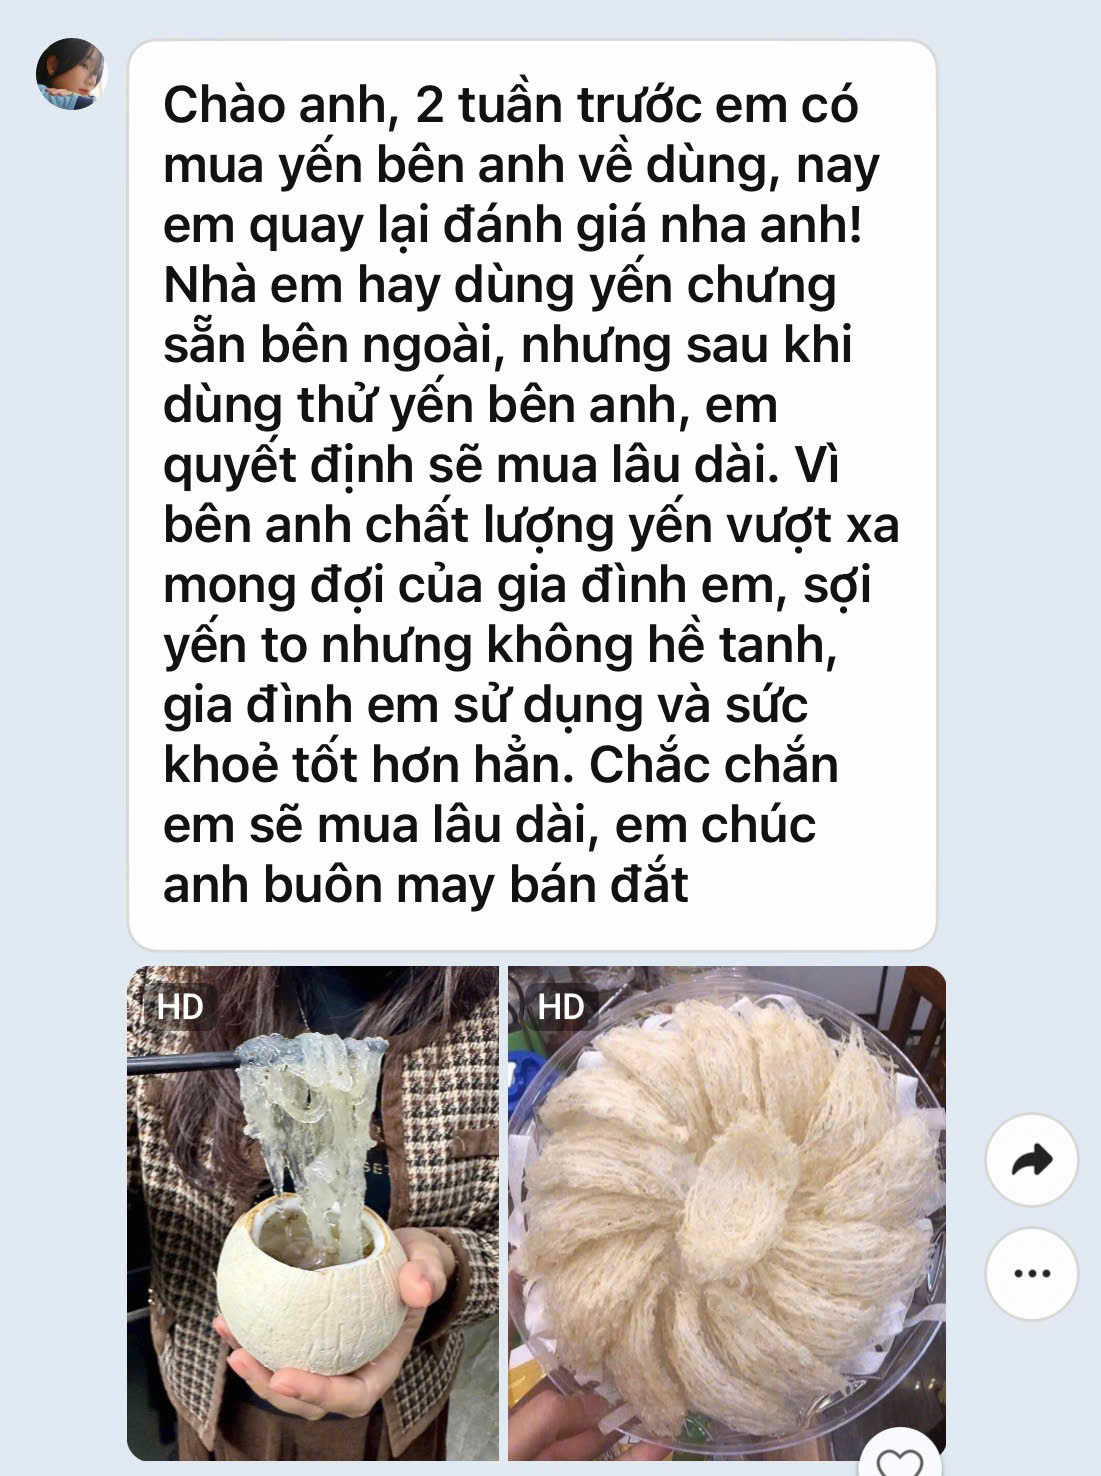 Chào anh, 2 tuần trước em có
mua yến bên anh về dùng, nay
em quay lại đánh giá nha anh!
Nhà em hay dùng yến chưng
sẵn bên ngoài, nhưng sau khi
dùng thử yến bên anh, em
quyết định sẽ mua lâu dài. Vì
bên anh chất lượng yến vượt xa
mong đợi của gia đình em, sợi
yến to nhưng không hề tanh,
gia đình em sử dụng và sức
khoẻ tốt hơn hẳn. Chắc chắn
em sẽ mua lâu dài, em chúc
anh buôn may bán đắt
HD
HD